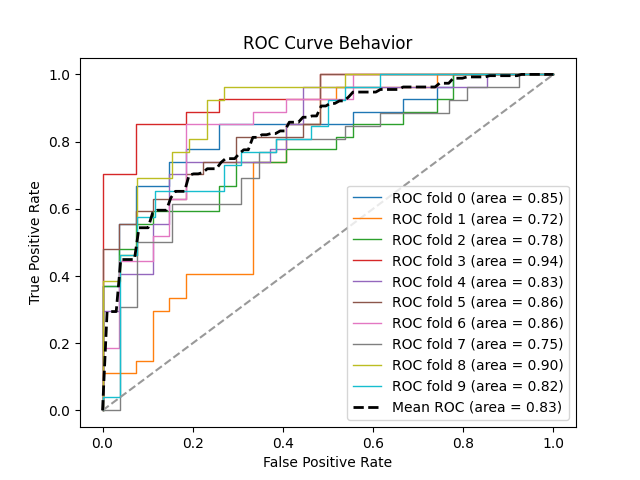 ROC Curve Behavior
True Positive Rate
1.0
0.8
0.6
0.4
0.2
0.0
ROC fold 0 (area = 0.85)
ROC fold 1 (area = 0.72)
ROC fold 2 (area = 0.78)
ROC fold 3 (area = 0.94)
ROC fold 4 (area = 0.83)
ROC fold 5 (area = 0.86)
ROC fold 6 (area = 0.86)
ROC fold 7 (area = 0.75)
ROC fold 8 (area = 0.90)
ROC fold 9 (area = 0.82)
Mean ROC (area = 0.83)
0.0 0.2 0.4 0.6 0.8 1.0
False Positive Rate